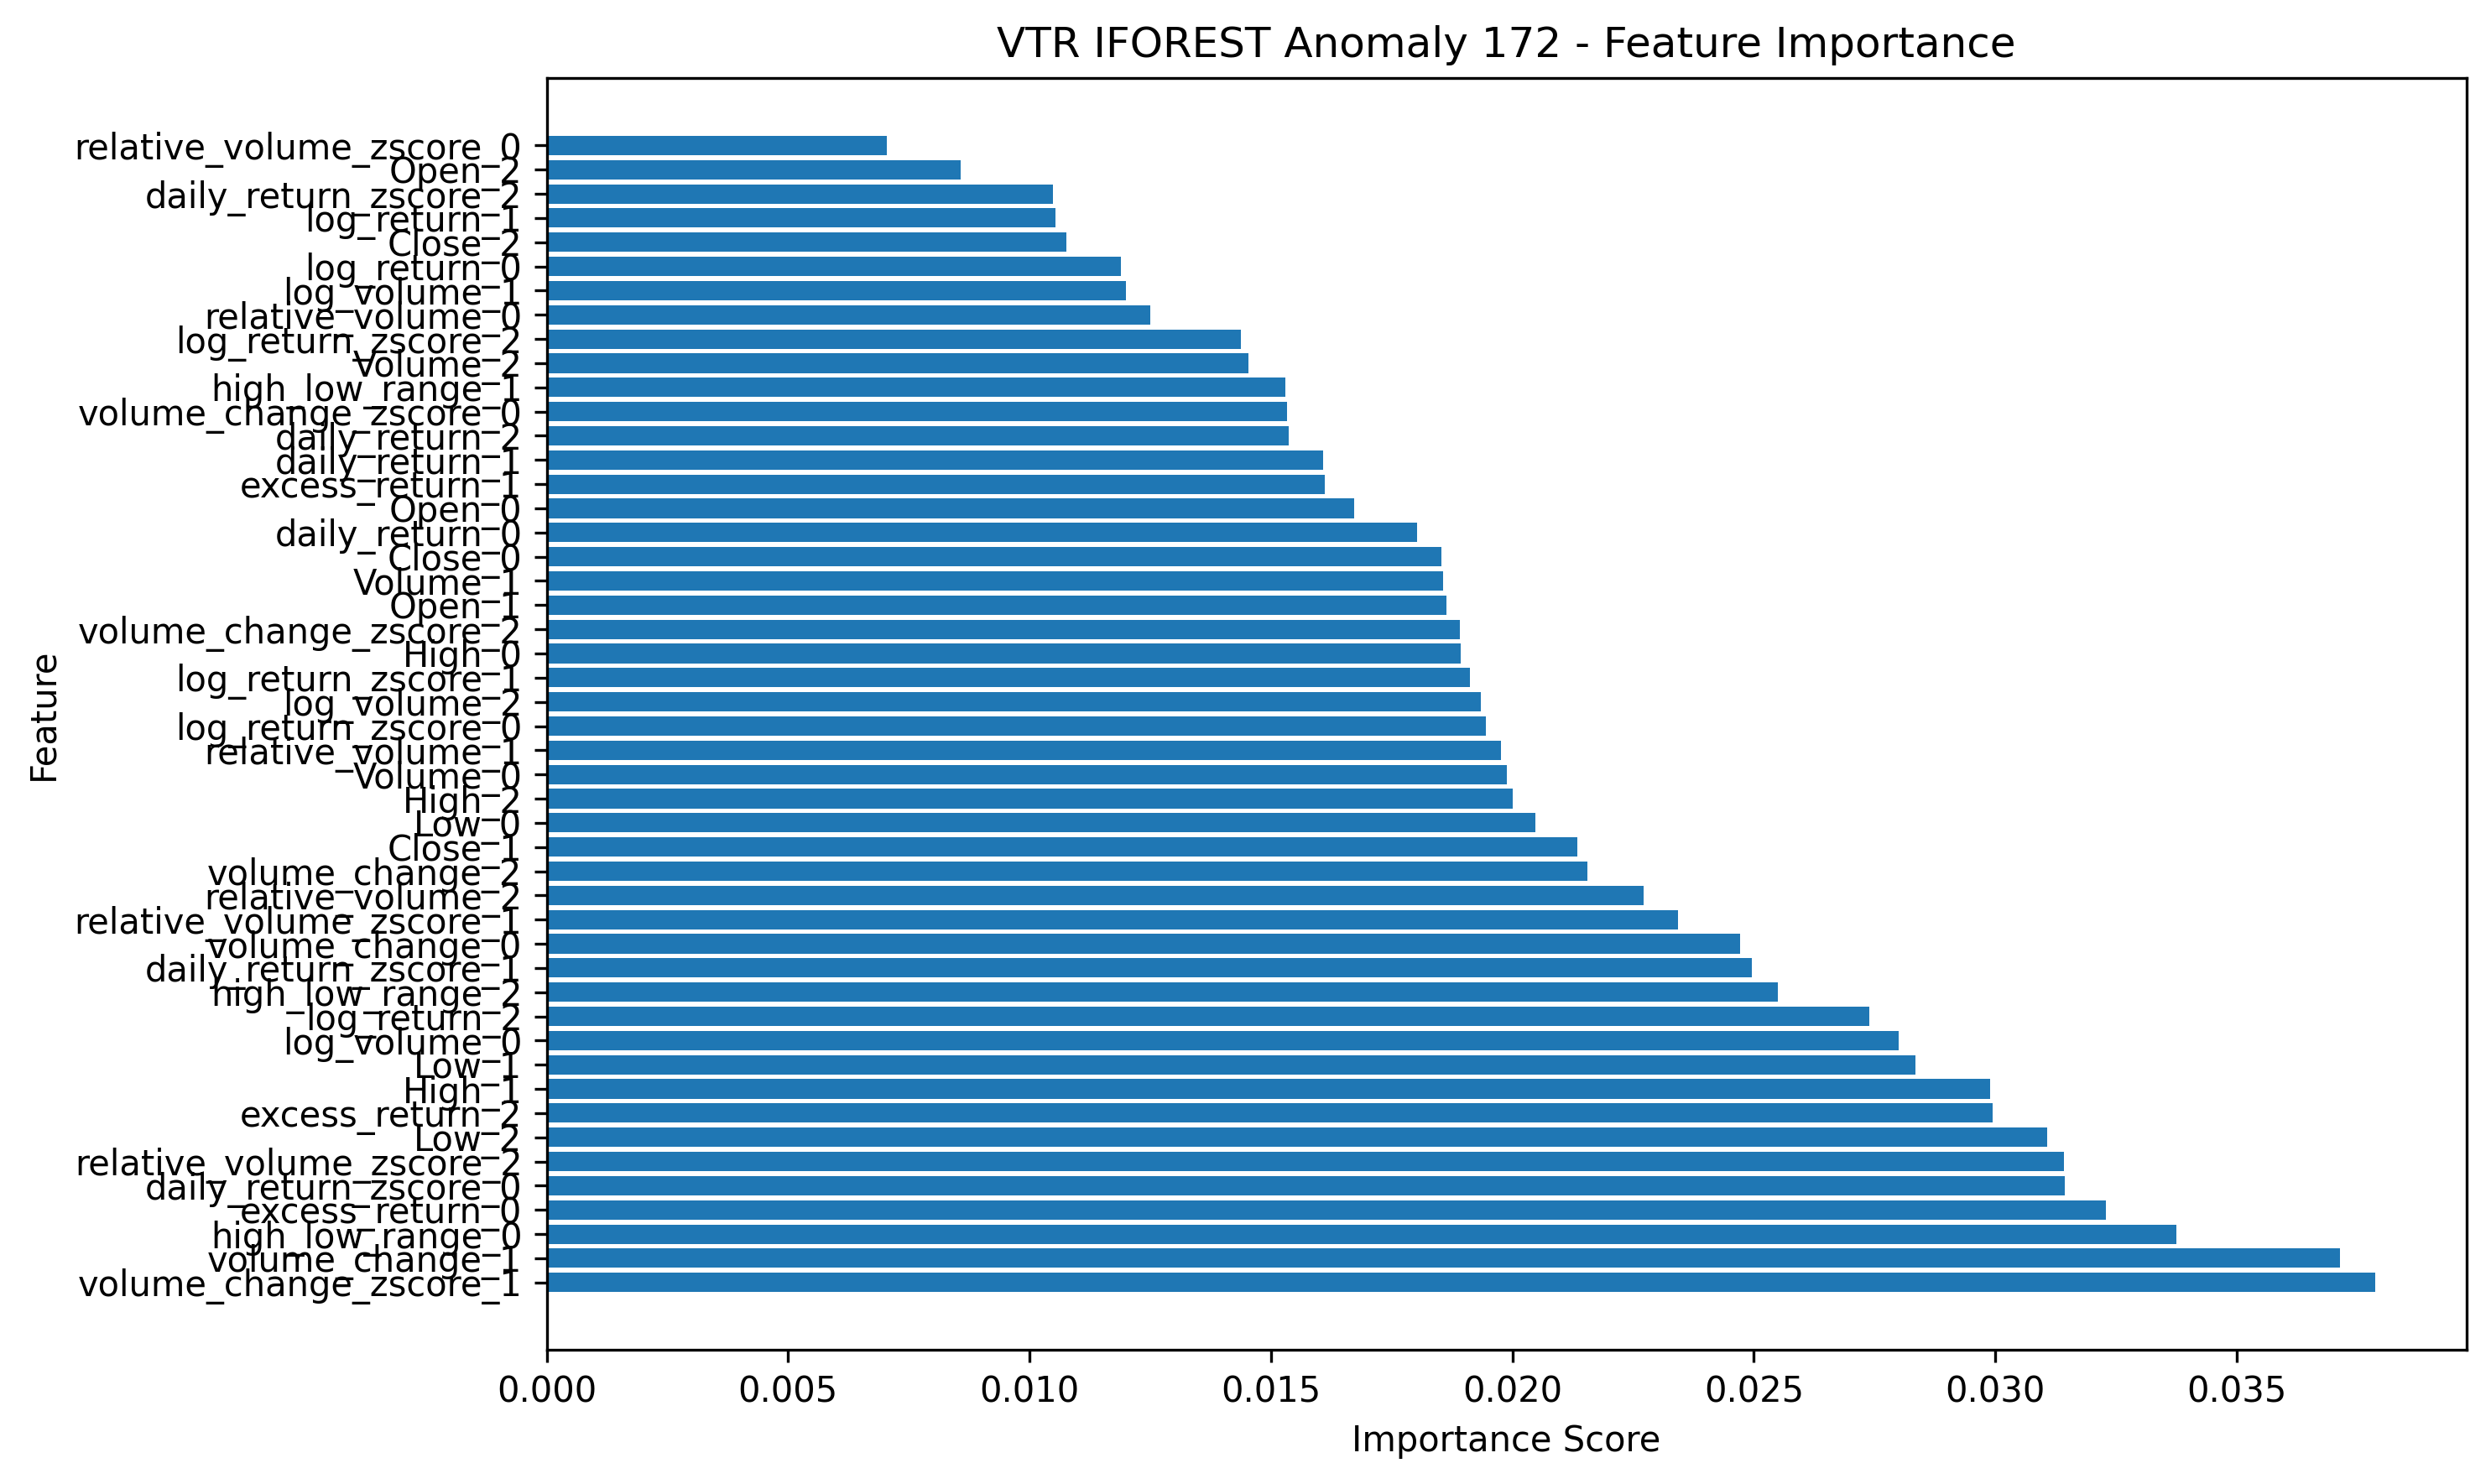 VTR IFOREST Anomaly 172 - Feature Importance
relative_volume_zscore_0
Open_2
daily_return_zscore_2
log_return_1
Close_2
log_return_0
log_volume_1
relative_volume_0
log_return_zscore_2
Volume_2
high_low_range_1
volume_change_zscore_0
daily_return_2
daily_return_1
excess_return_1
Open_0
daily_return_0
Close_0
Volume_1
Open_1
volume_change_zscore_2
High_0
log_return_zscore_1
log_volume_2
log_return_zscore_0
relative_volume_1
Volume_0
High_2
Low_0
Close_1
volume_change_2
relative_volume_2
relative_volume_zscore_1
volume_change_0
daily_return_zscore_1
high_low_range_2
log_return_2
log_volume_0
Low_1
High_1
excess_return_2
Low_2
relative_volume_zscore_2
daily_return_zscore_0
excess_return_0
high_low_range_0
volume_change_1
volume_change_zscore_1
Feature
0.000 0.005 0.010 0.015 0.020 0.025 0.030 0.035
Importance Score